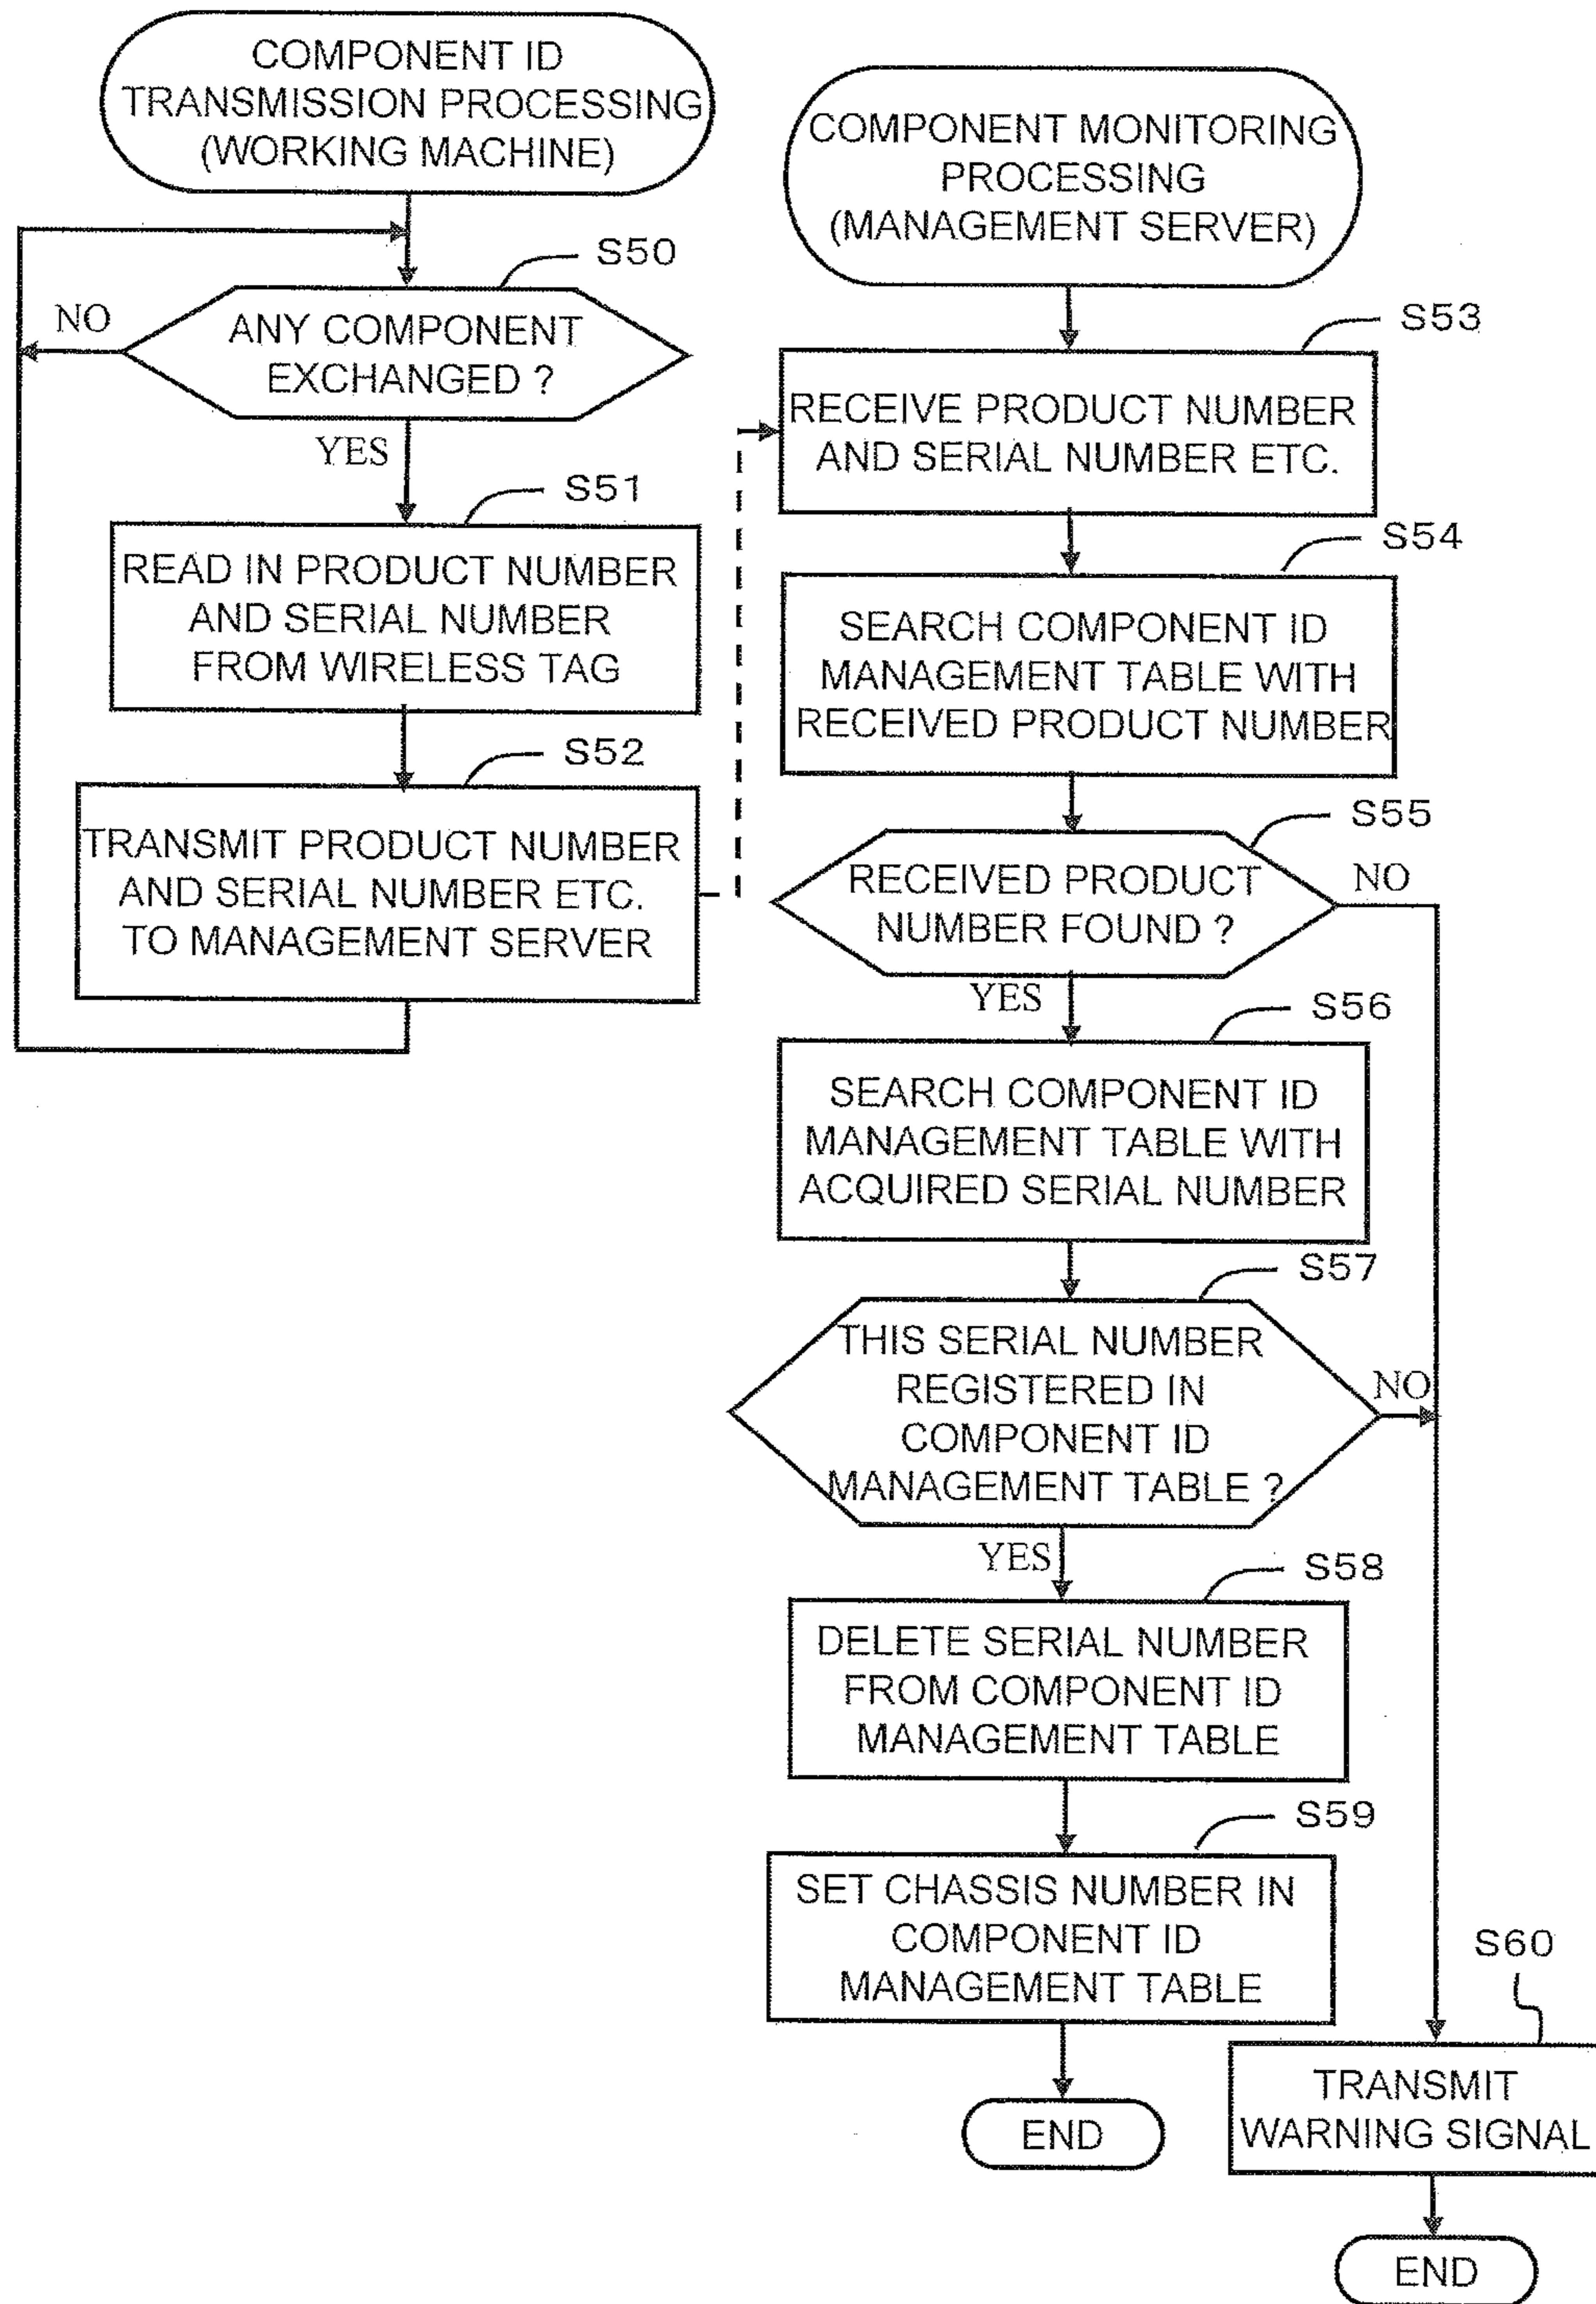 COMPONENT ID
TRANSMISSION PROCESSING
(WORKING MACHINE)
S50
NO
ANY COMPONENT
EXCHANGED ?
YES
S51
READ IN PRODUCT NUMBER
AND SERIAL NUMBER
FROM WIRELESS TAG
S52
TRANSMIT PRODUCT NUMBER
AND SERIAL NUMBER ETC.
TO MANAGEMENT SERVER
COMPONENT MONITORING
PROCESSING
(MANAGEMENT SERVER)
S53
RECEIVE PRODUCT NUMBER
AND SERIAL NUMBER ETC.
S54
SEARCH COMPONENT ID
MANAGEMENT TABLE WITH
RECEIVED PRODUCT NUMBER
S55
RECEIVED PRODUCT
NUMBER FOUND ?
NO
YES
S56
SEARCH COMPONENT ID
MANAGEMENT TABLE WITH
ACQUIRED SERIAL NUMBER
S57
THIS SERIAL NUMBER
REGISTERED IN
COMPONENT ID
MANAGEMENT TABLE ?
NO
YES
S58
DELETE SERIAL NUMBER
FROM COMPONENT ID
MANAGEMENT TABLE
S59
SET CHASSIS NUMBER IN
COMPONENT ID
MANAGEMENT TABLE
END
S60
TRANSMIT
WARNING SIGNAL
END